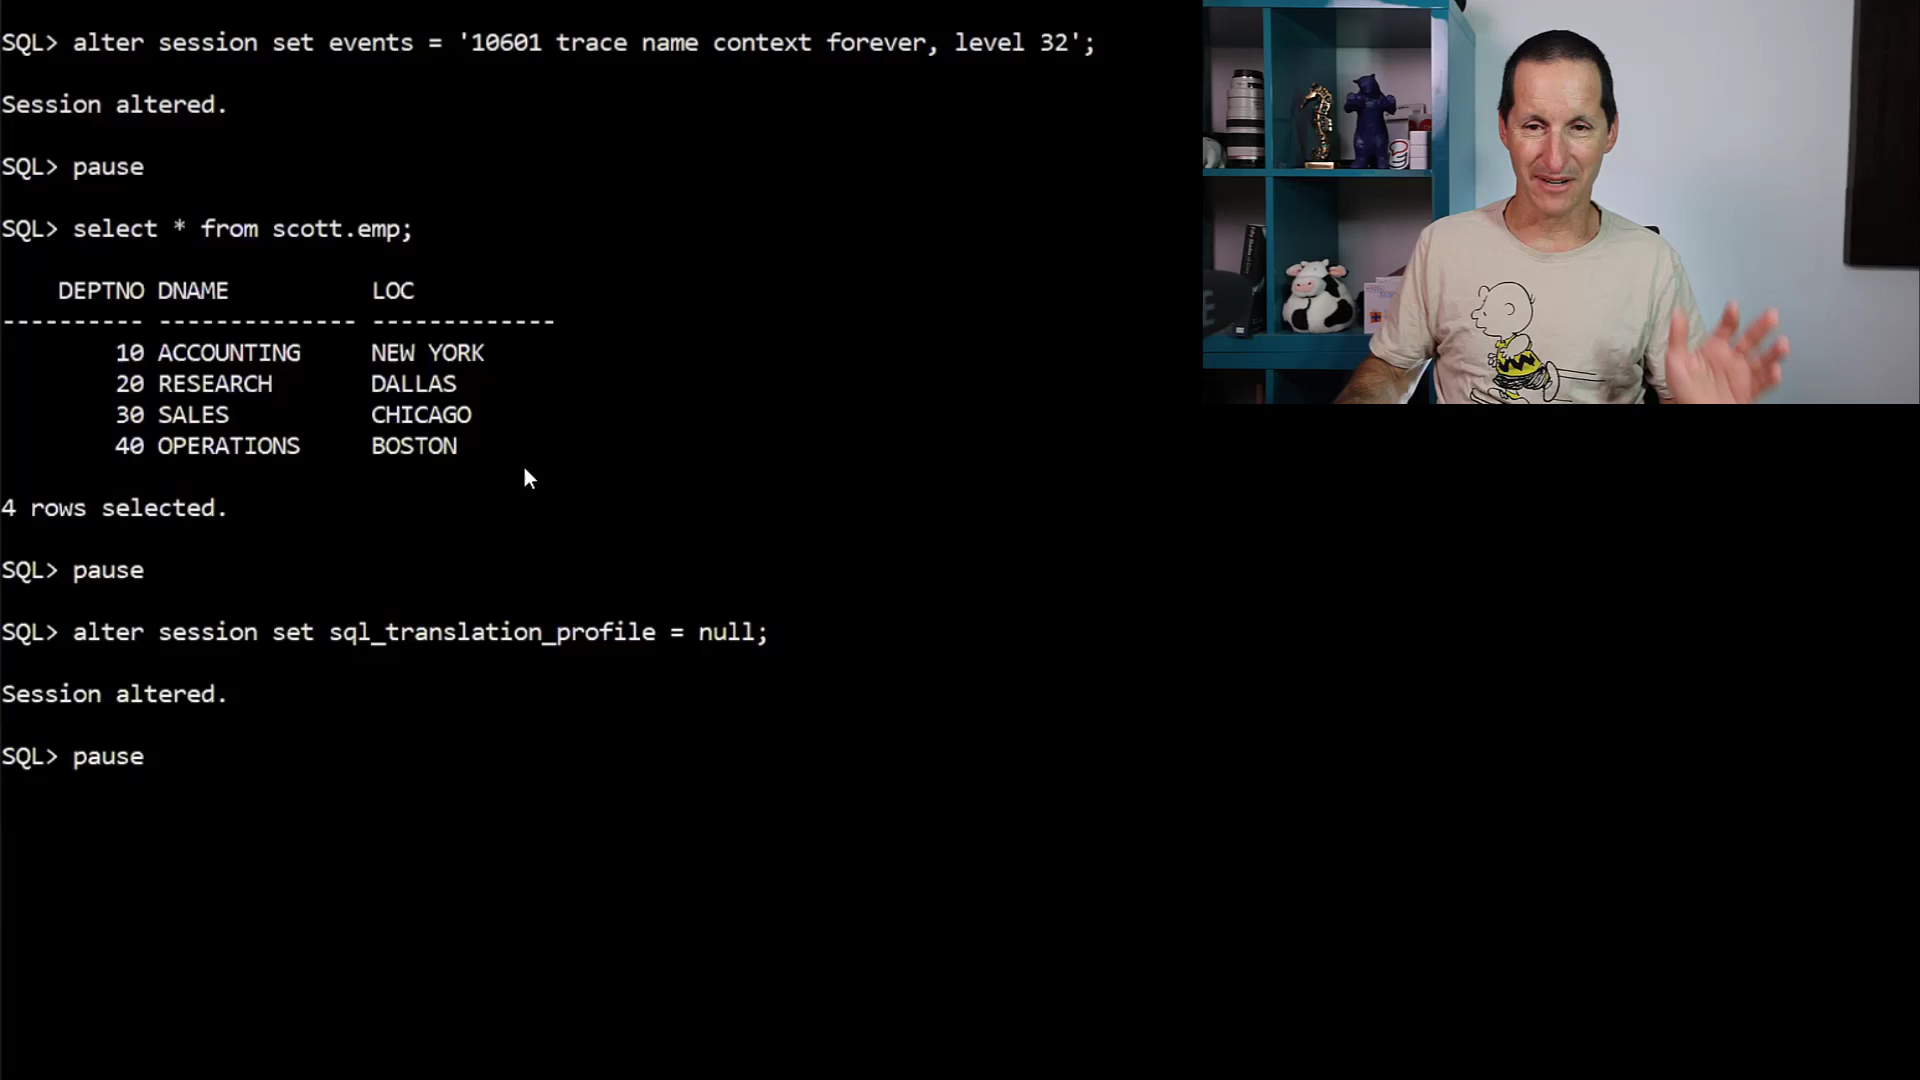 SQL> alter session set events = '10601 trace name context forever, level 32';
Session altered.
SQL> pause
SQL> select * from scott.emp;
    DEPTNO DNAME          LOC
---------- -------------- -------------
        10 ACCOUNTING     NEW YORK
        20 RESEARCH       DALLAS
        30 SALES          CHICAGO
        40 OPERATIONS     BOSTON
4 rows selected.
SQL> pause
SQL> alter session set sql_translation_profile = null;
Session altered.
SQL> pause